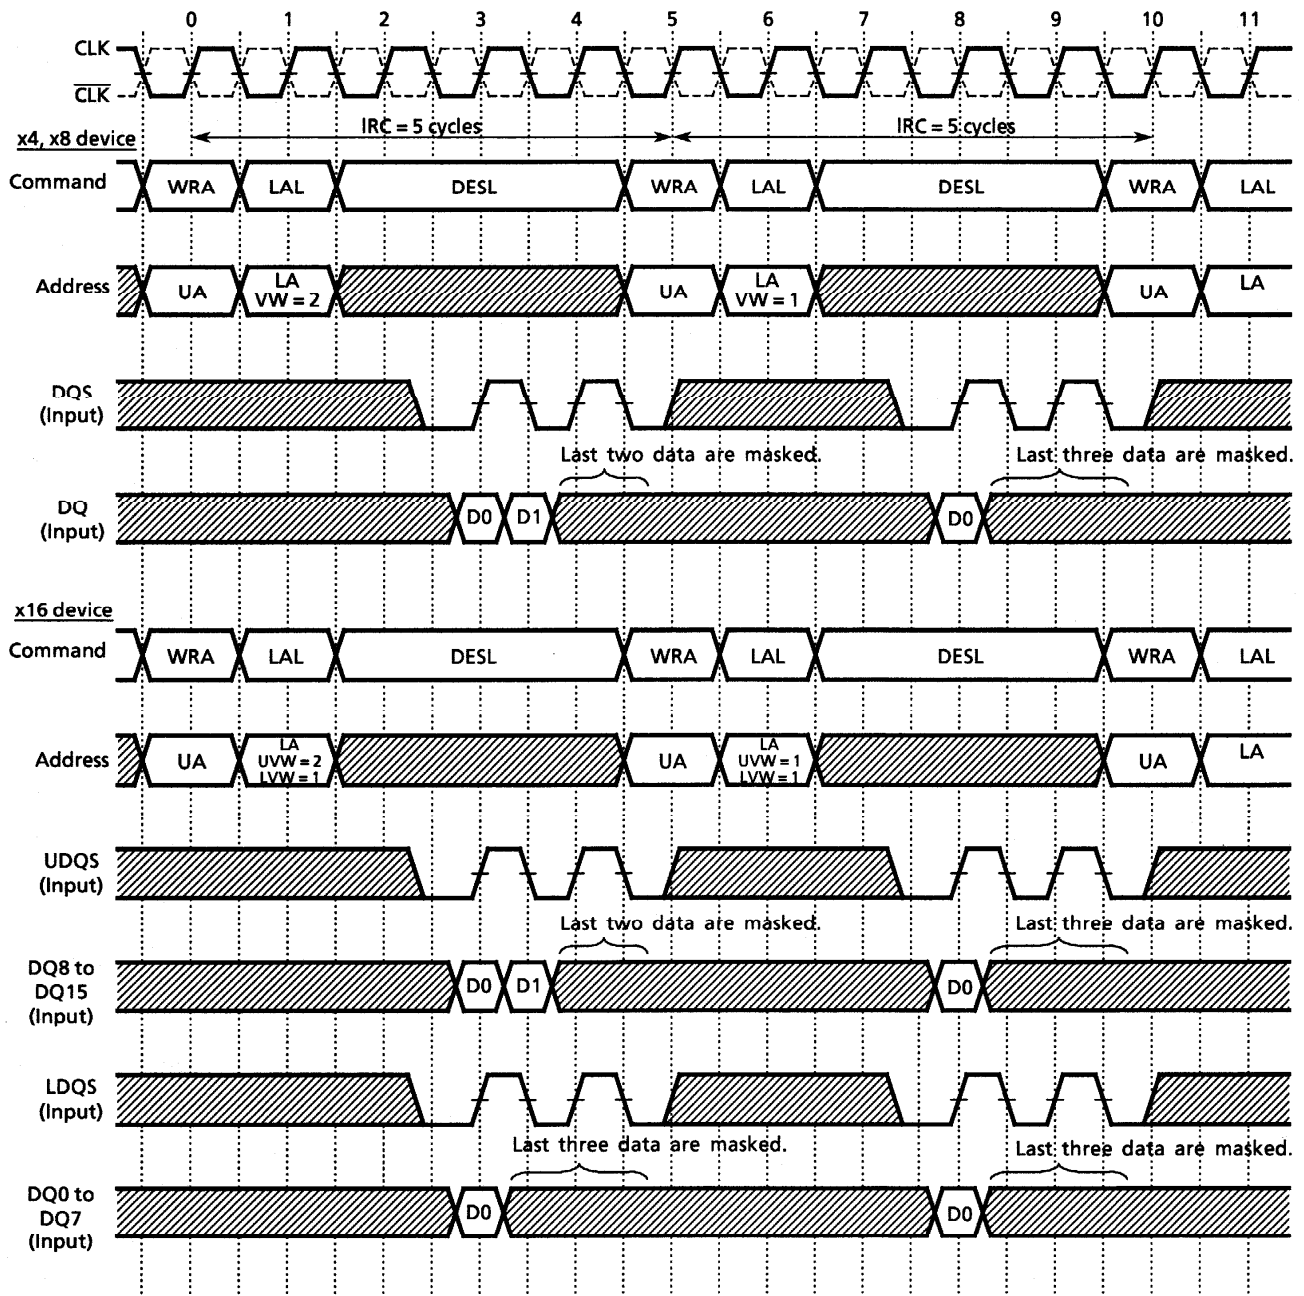 0 1 2 3 4 5 6 7 8 9 10 11
CLK
CLK
IRC = 5 cycles IRC = 5 cycles
x4, x8 device
Command WRA LAL DESL WRA LAL DESL WRA LAL
Address UA LA VW = 2 UA LA VW = 1 UA LA
DQS
(Input)
Last two data are masked. Last three data are masked.
DQ
(Input)
D0 D1 D0
x16 device
Command WRA LAL DESL WRA LAL DESL WRA LAL
Address UA LA UVW = 2 LVW = 1 UA LA UVW = 1 LVW = 1 UA LA
UDQS
(Input)
Last two data are masked. Last three data are masked.
DQ8 to
DQ15
(Input)
D0 D1 D0
LDQS
(Input)
Last three data are masked. Last three data are masked.
DQ0 to
DQ7
(Input)
D0 D0